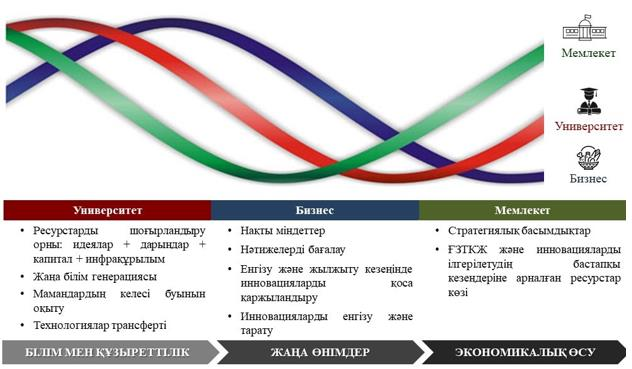 Мемлекет
Университет
Бизнес
Университет
• Ресурстарды шоғырландыру
орны: идеялар + дарындар +
капитал + инфрақұрылым
• Жаңа білім генерациясы
• Мамандардың келесі буынын
оқыту
• Технологиялар трансферті
Бизнес
• Нақты міндеттер
• Нәтижелерді бағалау
• Енгізу және жылжыту кезеңінде
инновацияларды қоса
қаржыландыру
• Инновацияларды енгізу және
тарату
Мемлекет
• Стратегиялық басымдықтар
• ҒЗТКЖ және инновацияларды
ілгерілетудің бастапқы
кезеңдеріне арналған ресурстар
көзі
БІЛІМ МЕН ҚҰЗЫРЕТТІЛІК
ЖАҢА ӨНІМДЕР
ЭКОНОМИКАЛЫҚ ӨСУ